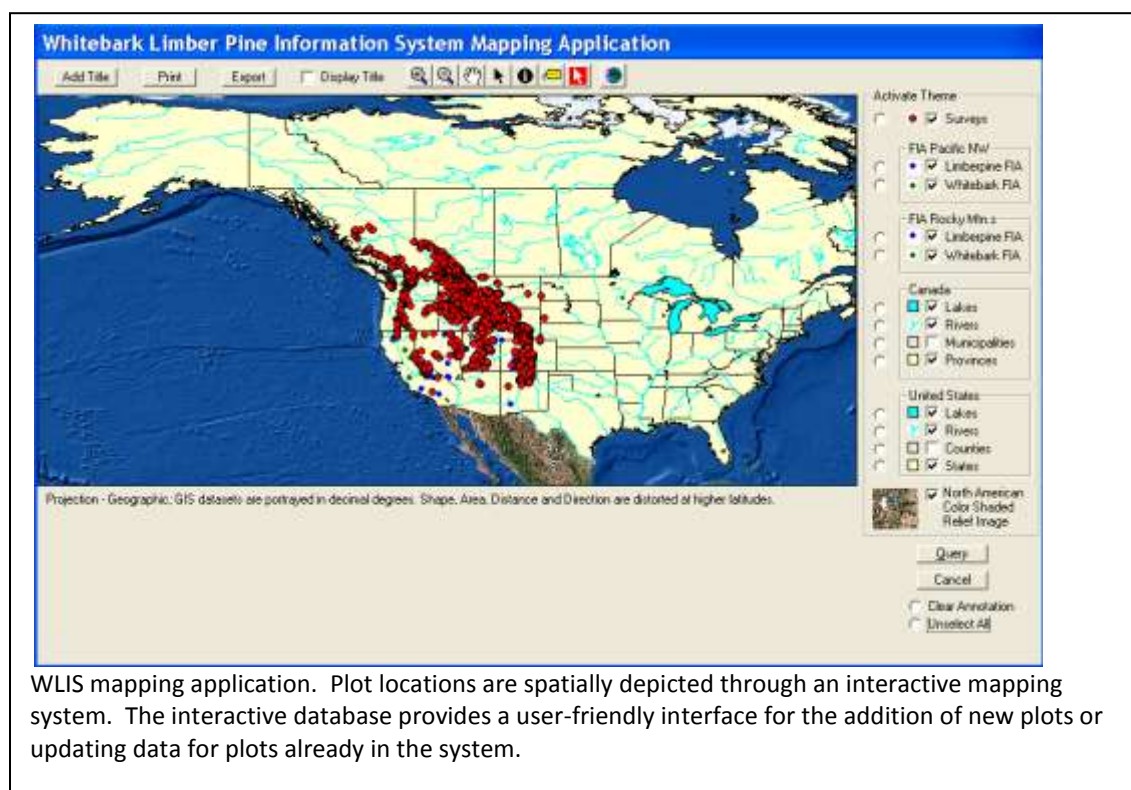 Whitebark Limber Pine Information System Mapping Application
Add Title Print Export Display Title
Activate Theme
Surveys
FIA Pacific NW
Limberpine FIA
Whitebark FIA
FIA Rocky Mtn.s
Limberpine FIA
Whitebark FIA
Canada
Lakes
Rivers
Municipalities
Provinces
United States
Lakes
Rivers
Counties
States
North American
Color Shaded
Relief Image
Query
Cancel
Clear Annotation
Unselect All
Projection - Geographic. GIS datasets are portrayed in decimal degrees. Shape, Area, Distance and Direction are distorted at higher latitudes.
WLIS mapping application. Plot locations are spatially depicted through an interactive mapping
system. The interactive database provides a user-friendly interface for the addition of new plots or
updating data for plots already in the system.